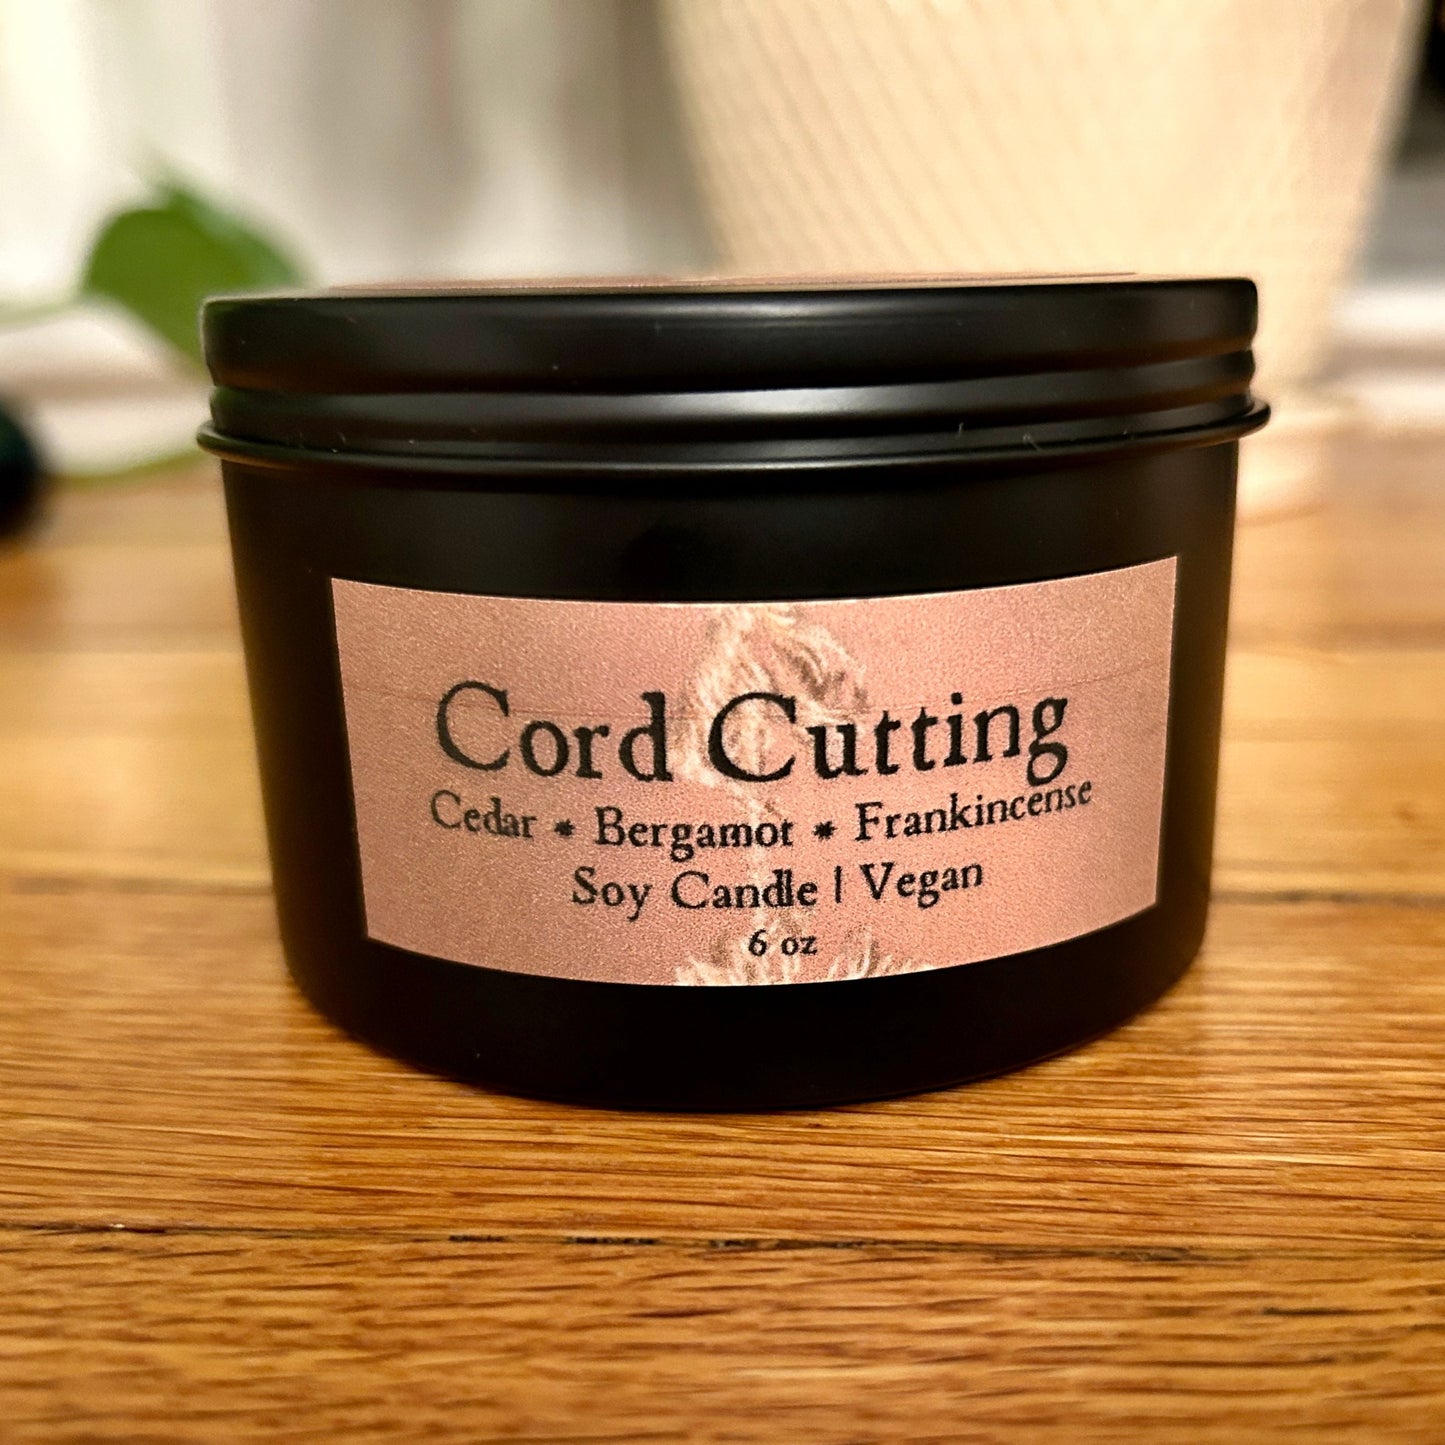 Cord Cutting
Cedar * Bergamot * Frankincense
Soy Candle | Vegan
6 oz